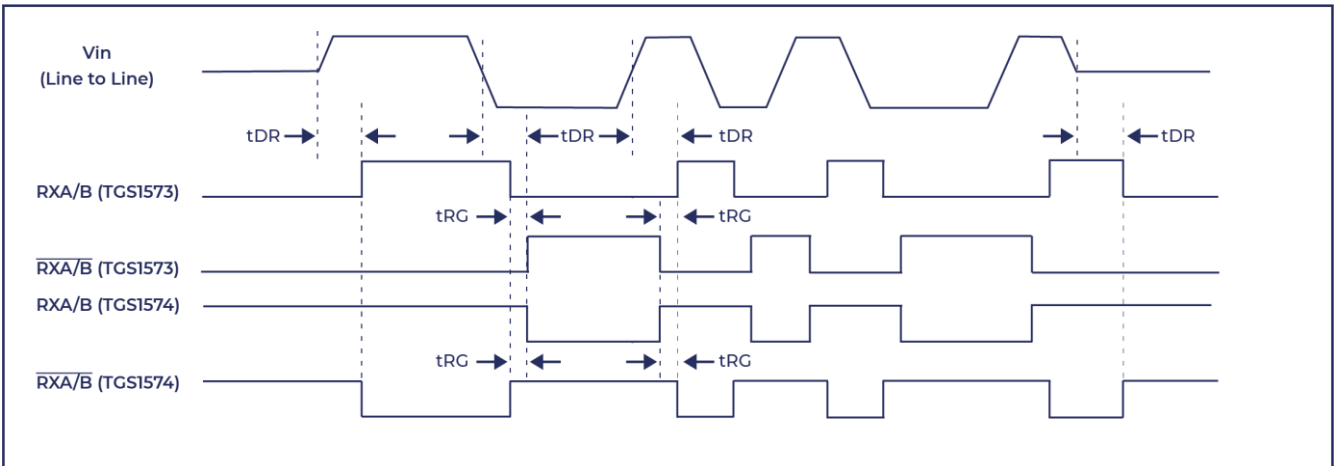 Vin
(Line to Line)
tDR
tDR
tDR
tDR
RXA/B (TGS1573)
tRG
tRG
RXA/B (TGS1573)
RXA/B (TGS1574)
tRG
tRG
RXA/B (TGS1574)